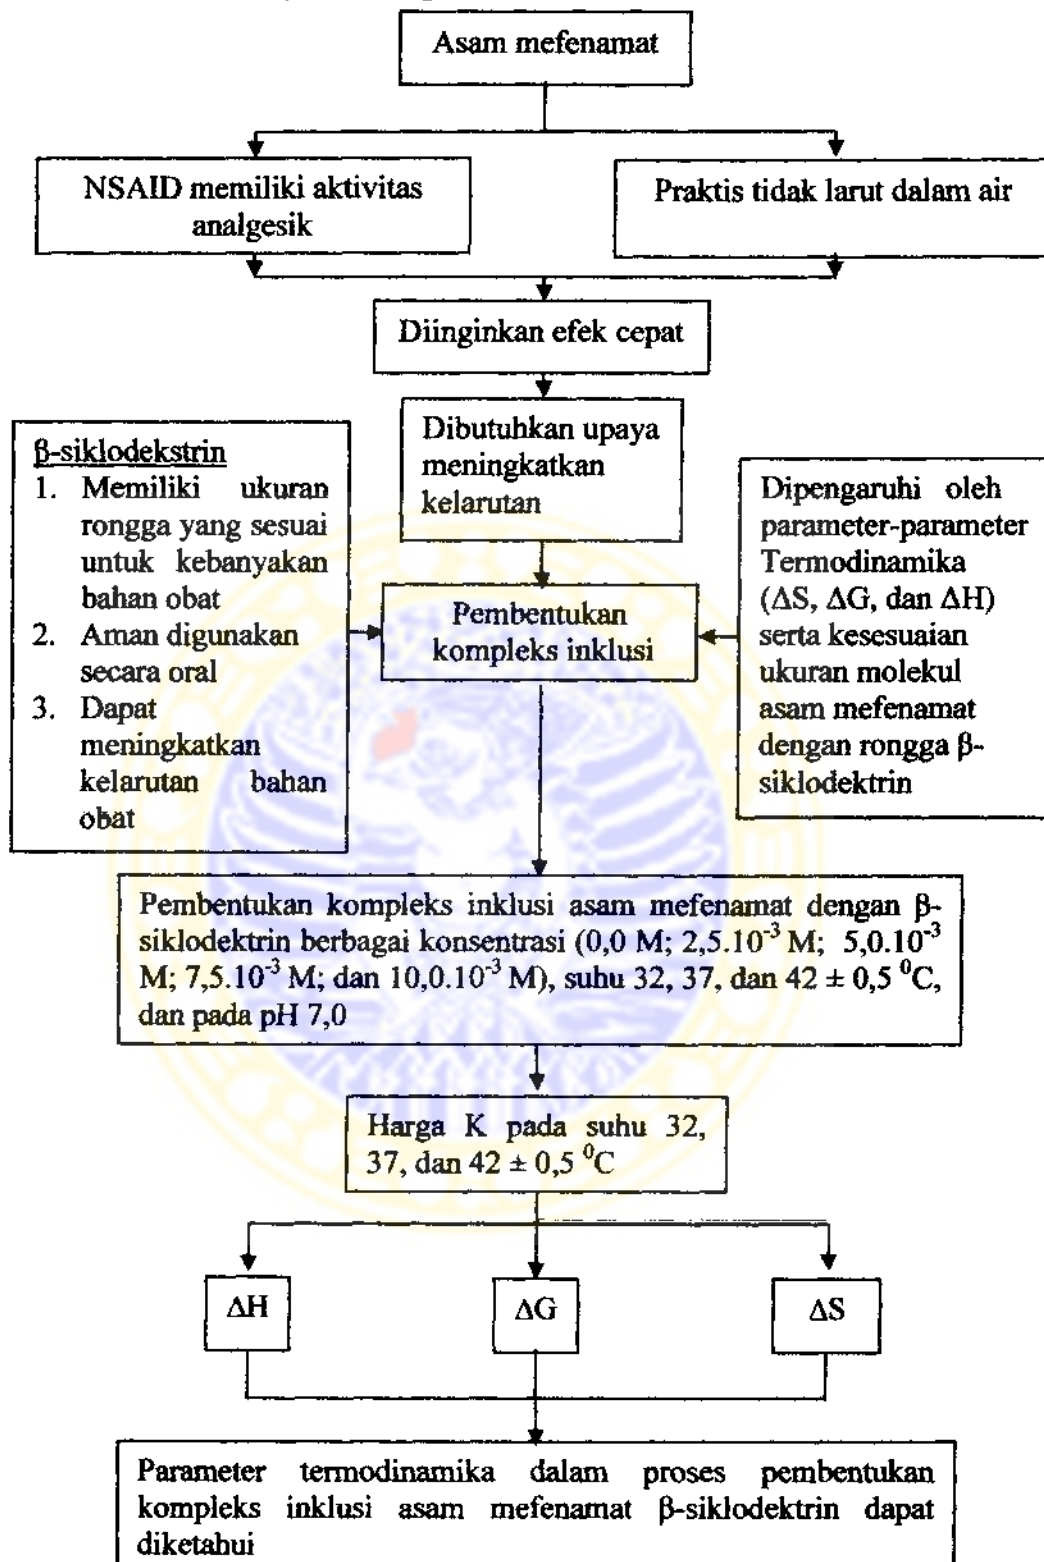 Asam mefenamat
NSAID memiliki aktivitas
analgesik
Praktis tidak larut dalam air
Diinginkan efek cepat
Dibutuhkan upaya
meningkatkan
kelarutan
β-siklodekstrin
1. Memiliki ukuran
rongga yang sesuai
untuk kebanyakan
bahan obat
2. Aman digunakan
secara oral
3. Dapat
meningkatkan
kelarutan bahan
obat
Pembentukan
kompleks inklusi
Dipengaruhi oleh
parameter-parameter
Termodinamika
(ΔS, ΔG, dan ΔH)
serta kesesuaian
ukuran molekul
asam mefenamat
dengan rongga β-
siklodektrin
Pembentukan kompleks inklusi asam mefenamat dengan β-
siklodektrin berbagai konsentrasi (0,0 M; 2,5.10⁻³ M; 5,0.10⁻³
M; 7,5.10⁻³ M; dan 10,0.10⁻³ M), suhu 32, 37, dan 42 ± 0,5 ⁰C,
dan pada pH 7,0
Harga K pada suhu 32,
37, dan 42 ± 0,5 ⁰C
ΔH
ΔG
ΔS
Parameter termodinamika dalam proses pembentukan
kompleks inklusi asam mefenamat β-siklodektrin dapat
diketahui